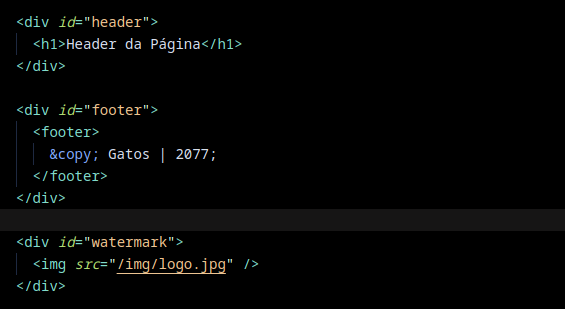 <div id="header">
<h1>Header da Página</h1>
</div>
<div id="footer">
<footer>
&copy; Gatos | 2077;
</footer>
</div>
<div id="watermark">
<img src="/img/logo.jpg" />
</div>